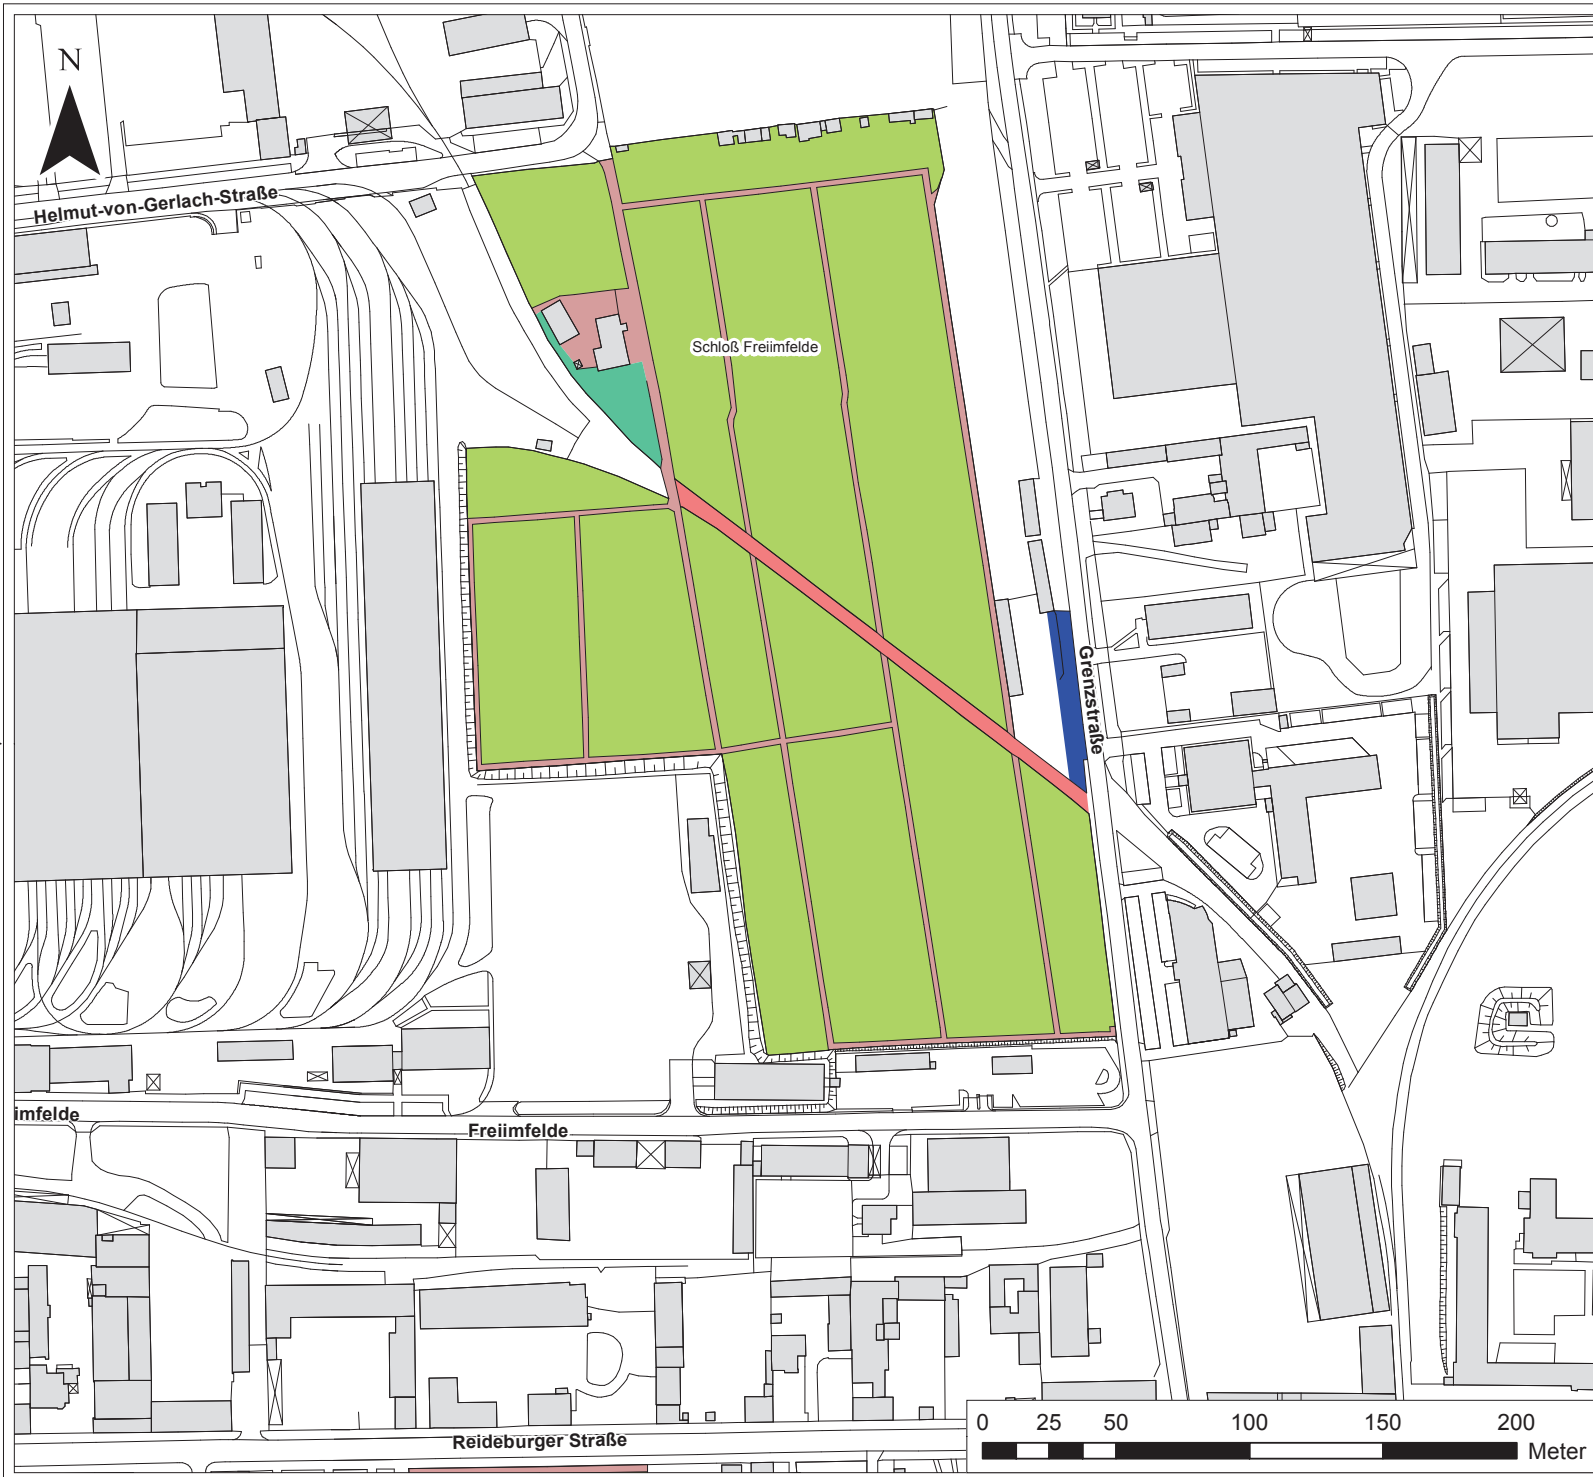 N
Helmut-von-Gerlach-Straße
Schloß Freiimfelde
Grenzstraße
imfelde
Freiimfelde
Reideburger Straße
0 25 50 100 150 200
Meter